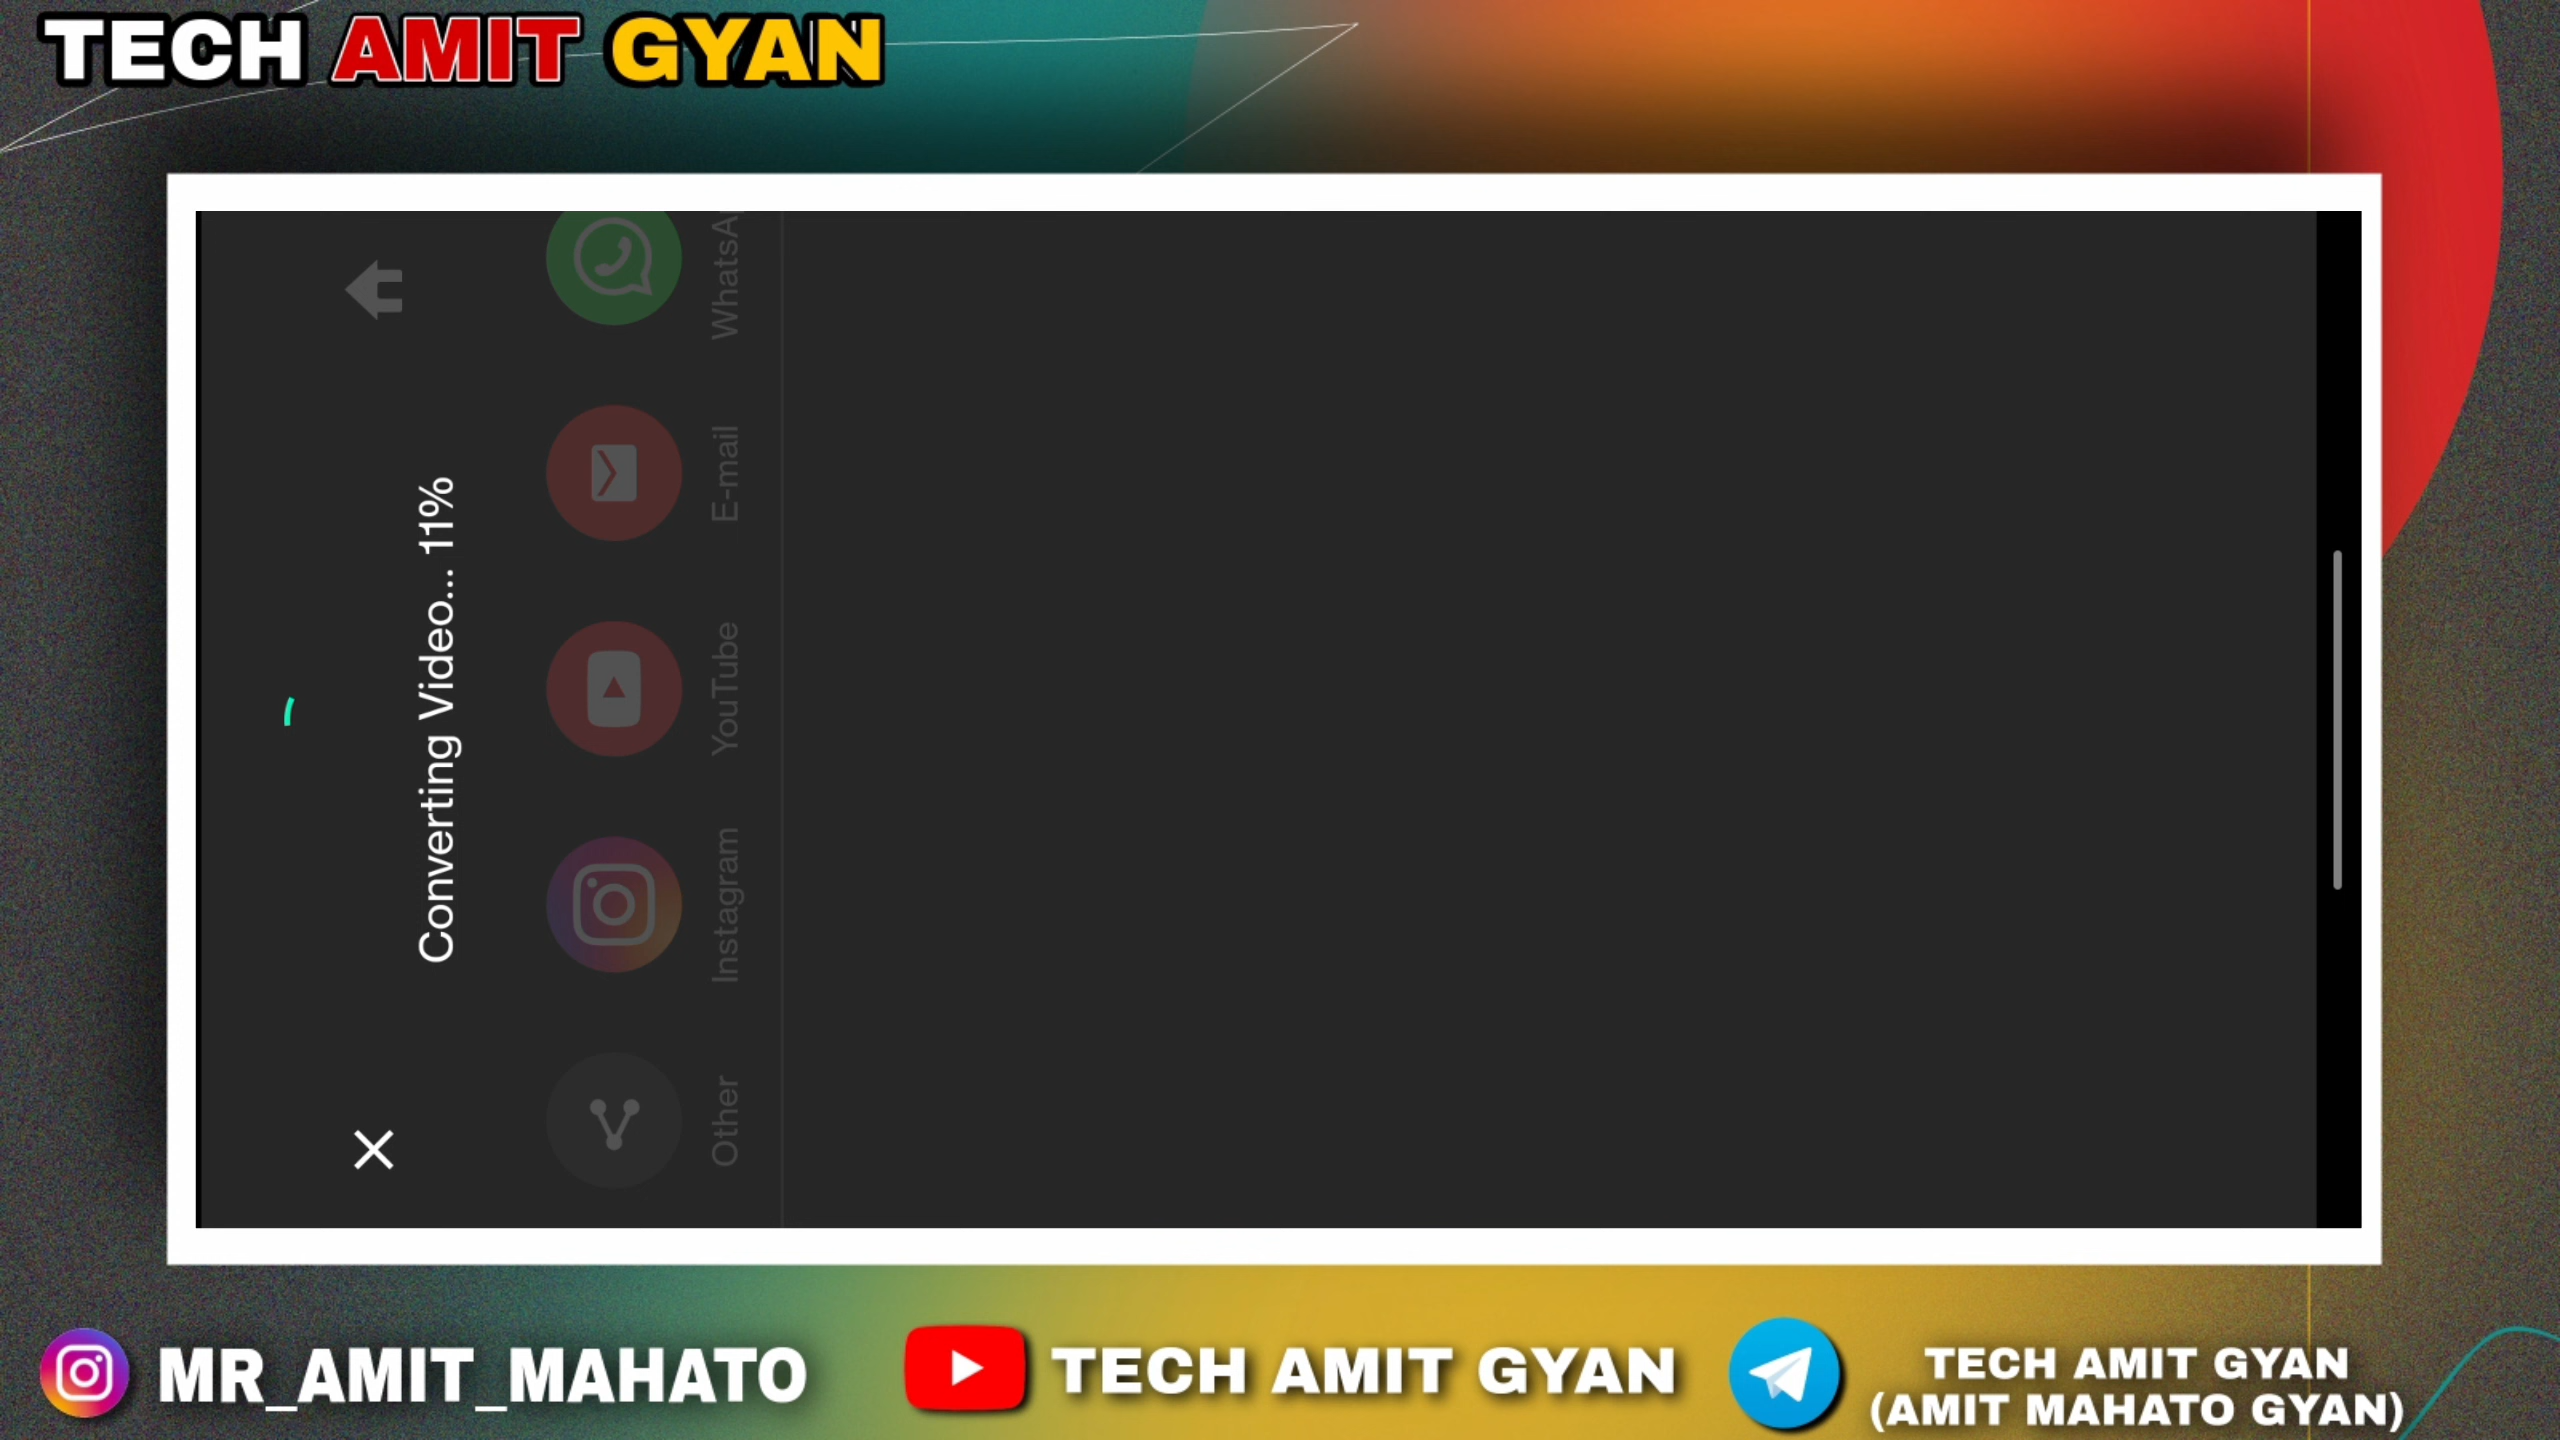 TECH AMIT GYAN
Converting Video... 11%
E-mail
YouTube
Instagram
Other
MR_AMIT_MAHATO
TECH AMIT GYAN
TECH AMIT GYAN
(AMIT MAHATO GYAN)